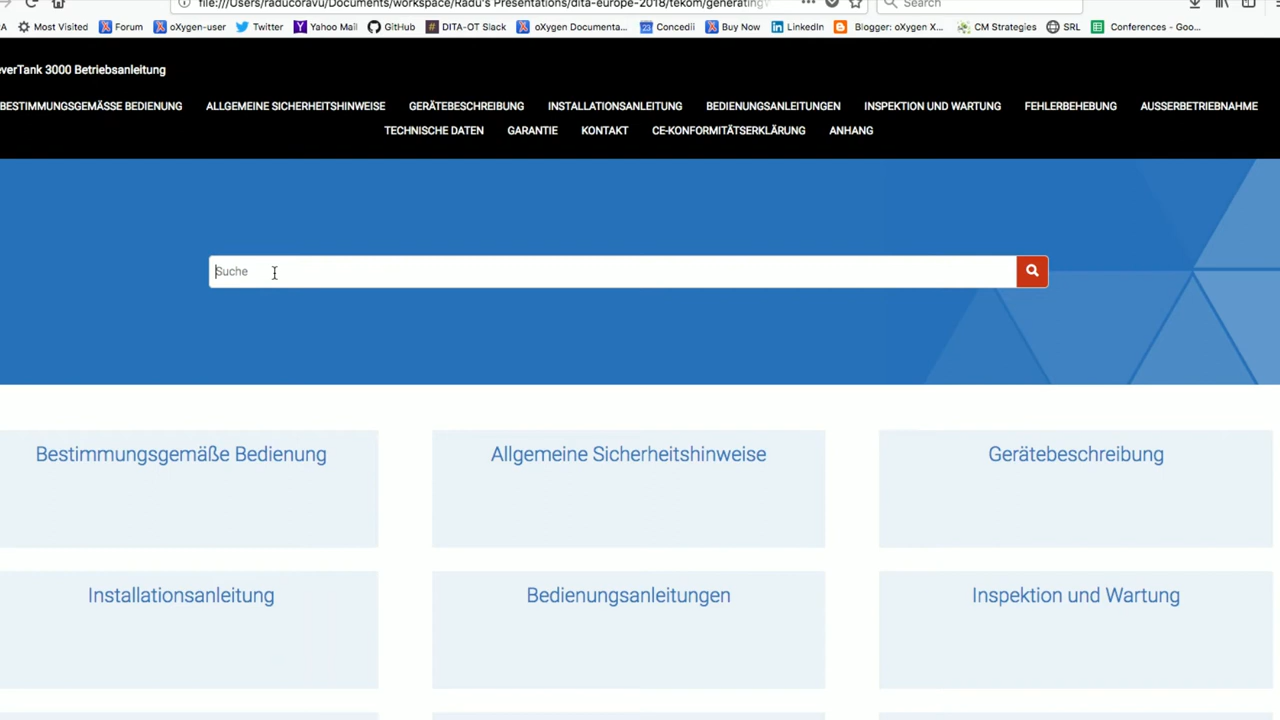 file:///Users/raducoravu/Documents/workspace/Radu's Presentations/dita-europe-2018/tekom/generating
Search
Most Visited Forum oXygen-user Twitter Yahoo Mail GitHub DITA-OT Slack oXygen Documenta... Concedii Buy Now LinkedIn Blogger: oXygen X... CM Strategies SRL Conferences - Goo...
verTank 3000 Betriebsanleitung
BESTIMMUNGSGEMÄSSE BEDIENUNG ALLGEMEINE SICHERHEITSHINWEISE GERÄTEBESCHREIBUNG INSTALLATIONSANLEITUNG BEDIENUNGSANLEITUNGEN INSPEKTION UND WARTUNG FEHLERBEHEBUNG AUSSERBETRIEBNAHME
TECHNISCHE DATEN GARANTIE KONTAKT CE-KONFORMITÄTSERKLÄRUNG ANHANG
Suche
Bestimmungsgemäße Bedienung Allgemeine Sicherheitshinweise Gerätebeschreibung
Installationsanleitung Bedienungsanleitungen Inspektion und Wartung